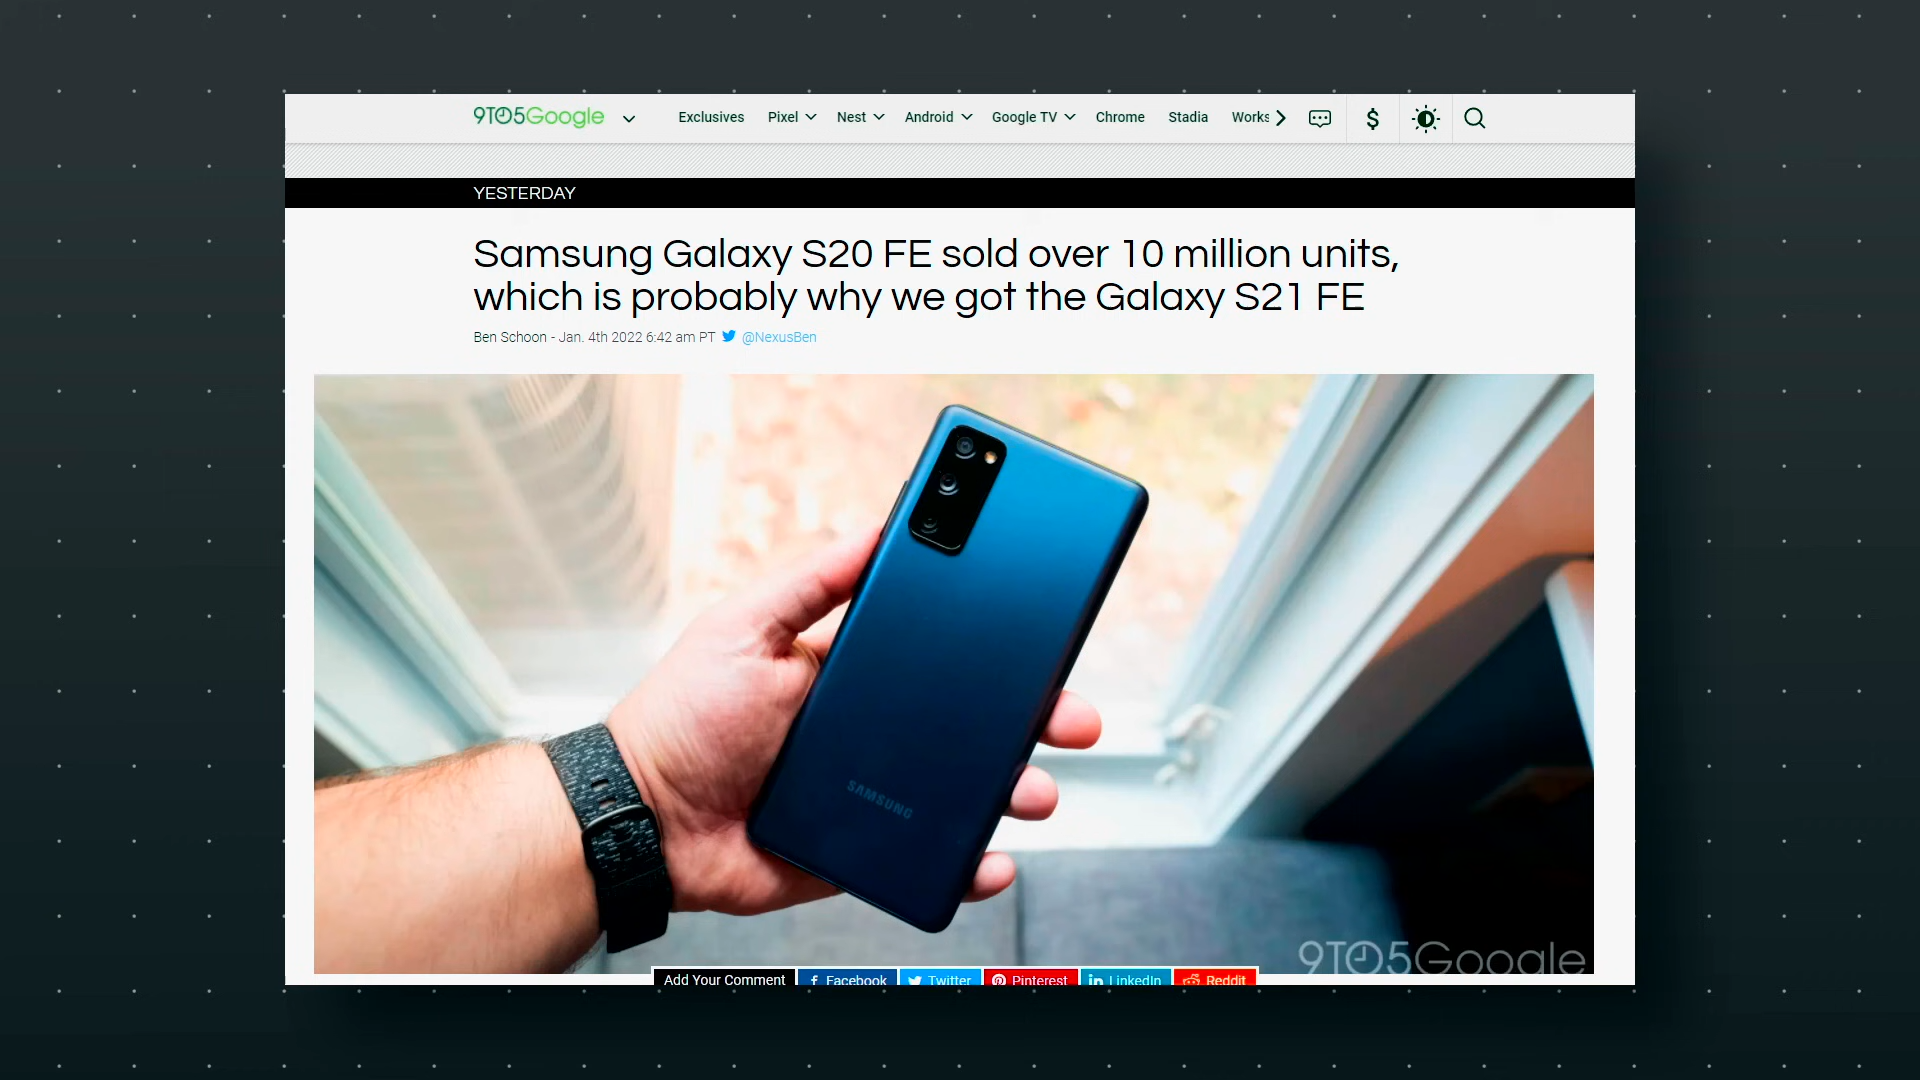 9TO5Google
Exclusives Pixel Nest Android Google TV Chrome Stadia Works $
YESTERDAY
Samsung Galaxy S20 FE sold over 10 million units,
which is probably why we got the Galaxy S21 FE
Ben Schoon - Jan. 4th 2022 6:42 am PT @NexusBen
SAMSUNG
9TO5Google
Add Your Comment Facebook Twitter Pinterest LinkedIn Reddit